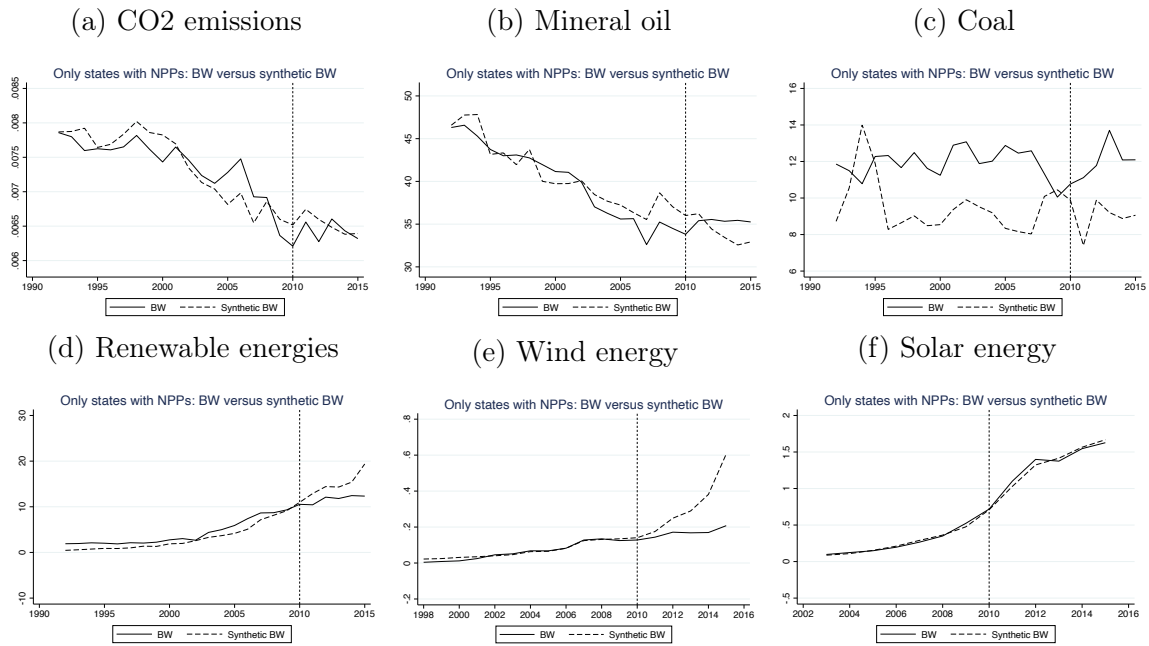 (a) CO2 emissions
Only states with NPPs: BW versus synthetic BW
.0085
.008
.0075
.007
.0065
.006
1990 1995 2000 2005 2010 2015
BW Synthetic BW
(b) Mineral oil
Only states with NPPs: BW versus synthetic BW
50
45
40
35
30
1990 1995 2000 2005 2010 2015
BW Synthetic BW
(c) Coal
Only states with NPPs: BW versus synthetic BW
16
14
12
10
8
6
1990 1995 2000 2005 2010 2015
BW Synthetic BW
(d) Renewable energies
Only states with NPPs: BW versus synthetic BW
30
20
10
0
-10
1990 1995 2000 2005 2010 2015
BW Synthetic BW
(e) Wind energy
Only states with NPPs: BW versus synthetic BW
.8
.6
.4
.2
0
-.2
1998 2000 2002 2004 2006 2008 2010 2012 2014 2016
BW Synthetic BW
(f) Solar energy
Only states with NPPs: BW versus synthetic BW
2
1.5
1
.5
0
-.5
2002 2004 2006 2008 2010 2012 2014 2016
BW Synthetic BW